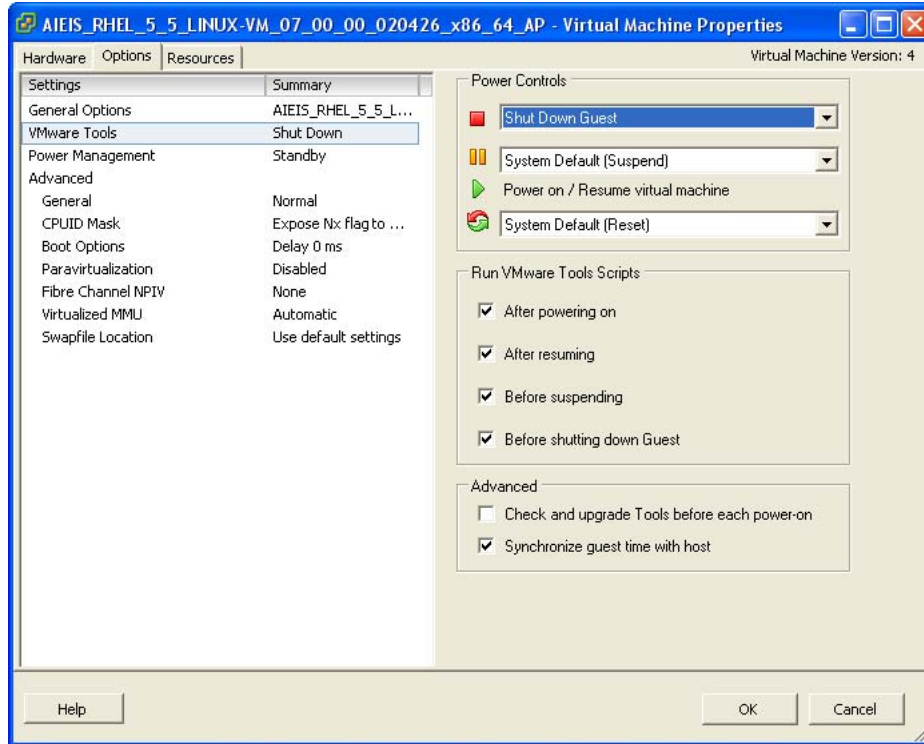 AIEIS_RHEL_5_5_LINUX-VM_07_00_00_020426_x86_64_AP - Virtual Machine Properties
Hardware Options Resources Virtual Machine Version: 4
Settings Summary
General Options AIEIS_RHEL_5_5_L...
VMware Tools Shut Down
Power Management Standby
Advanced
General Normal
CPUID Mask Expose Nx flag to ...
Boot Options Delay 0 ms
Paravirtualization Disabled
Fibre Channel NPIV None
Virtualized MMU Automatic
Swapfile Location Use default settings
Power Controls
Shut Down Guest
System Default (Suspend)
Power on / Resume virtual machine
System Default (Reset)
Run VMware Tools Scripts
After powering on
After resuming
Before suspending
Before shutting down Guest
Advanced
Check and upgrade Tools before each power-on
Synchronize guest time with host
Help OK Cancel